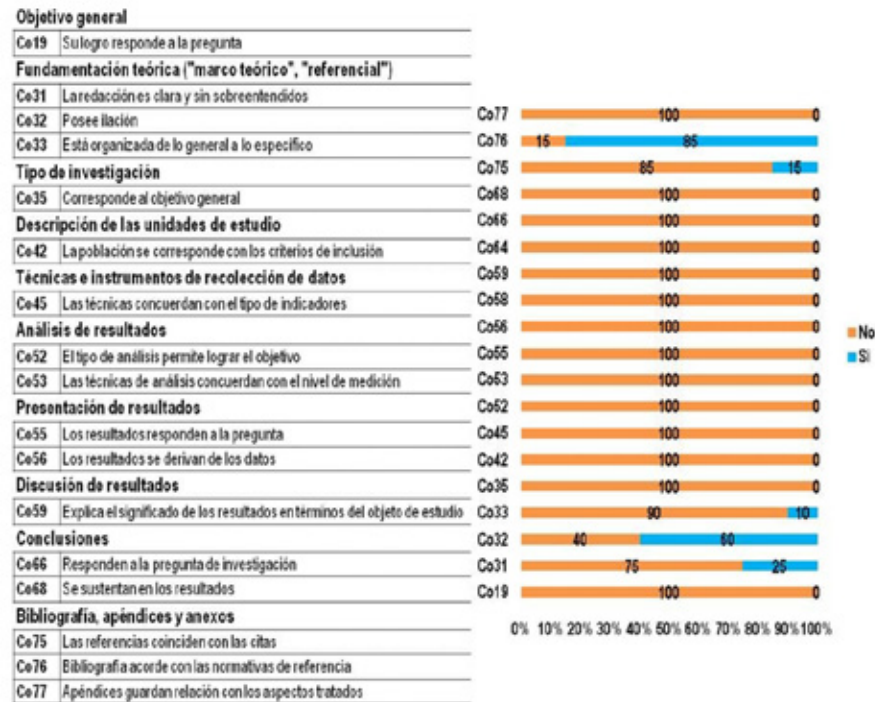 Objetivo general
Co19 Su logro responde a la pregunta
Fundamentación teórica ("marco teórico", "referencial")
Co31 La redacción es clara y sin sobreentendidos
Co32 Posee ilación
Co33 Está organizada de lo general a lo específico
Tipo de investigación
Co35 Corresponde al objetivo general
Descripción de las unidades de estudio
Co42 La población se corresponde con los criterios de inclusión
Técnicas e instrumentos de recolección de datos
Co45 Las técnicas concuerdan con el tipo de indicadores
Análisis de resultados
Co52 El tipo de análisis permite lograr el objetivo
Co53 Las técnicas de análisis concuerdan con el nivel de medición
Presentación de resultados
Co55 Los resultados responden a la pregunta
Co56 Los resultados se derivan de los datos
Discusión de resultados
Co59 Explica el significado de los resultados en términos del objeto de estudio
Conclusiones
Co66 Responden a la pregunta de investigación
Co68 Se sustentan en los resultados
Bibliografía, apéndices y anexos
Co75 Las referencias coinciden con las citas
Co76 Bibliografía acorde con las normativas de referencia
Co77 Apéndices guardan relación con los aspectos tratados
Co77 100 0
Co76 15 85
Co75 85 15
Co68 100 0
Co66 100 0
Co64 100 0
Co59 100 0
Co58 100 0
Co56 100 0
Co55 100 0
Co53 100 0
Co52 100 0
Co45 100 0
Co42 100 0
Co35 100 0
Co33 90 10
Co32 40 60
Co31 75 25
Co19 100 0
0% 10% 20% 30% 40% 50% 60% 70% 80% 90% 100%
No
Si